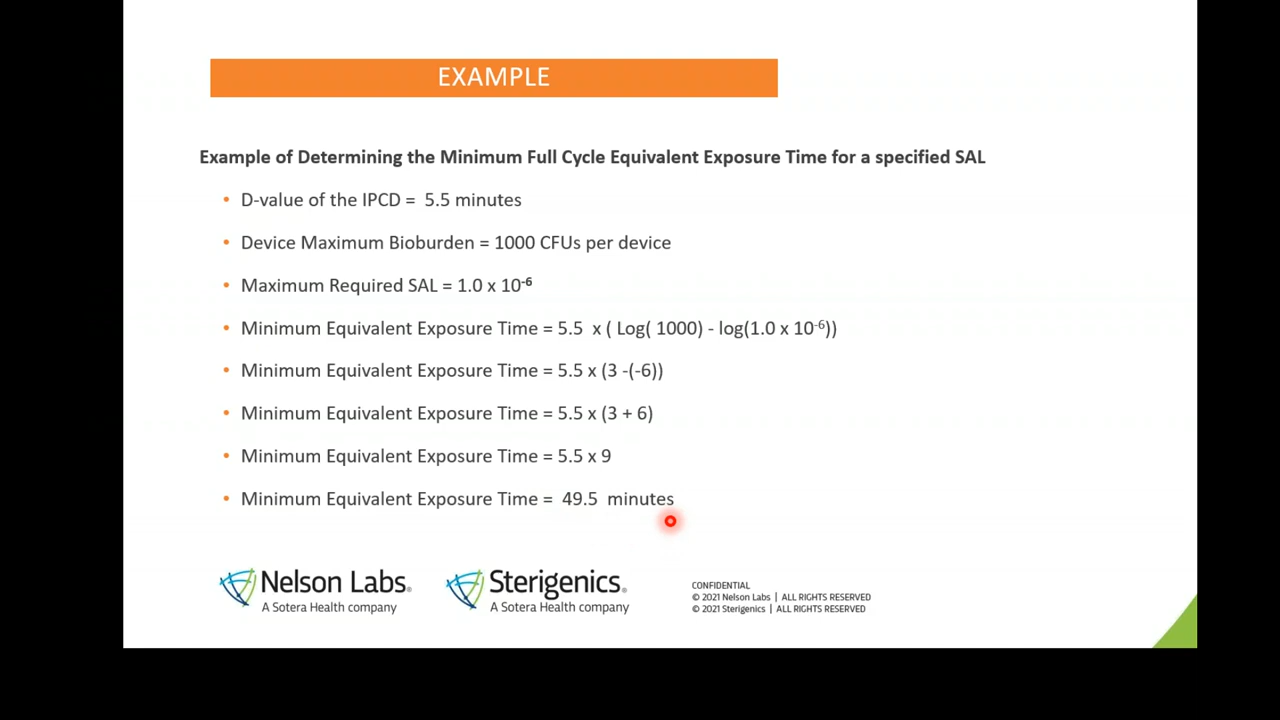 EXAMPLE
Example of Determining the Minimum Full Cycle Equivalent Exposure Time for a specified SAL
• D-value of the IPCD =  5.5 minutes
• Device Maximum Bioburden = 1000 CFUs per device
• Maximum Required SAL = 1.0 x 10⁻⁶
• Minimum Equivalent Exposure Time = 5.5  x ( Log( 1000) - log(1.0 x 10⁻⁶))
• Minimum Equivalent Exposure Time = 5.5 x (3 -(-6))
• Minimum Equivalent Exposure Time = 5.5 x (3 + 6)
• Minimum Equivalent Exposure Time = 5.5 x 9
• Minimum Equivalent Exposure Time =  49.5  minutes
Nelson Labs®
A Sotera Health company
Sterigenics®
A Sotera Health company
CONFIDENTIAL
© 2021 Nelson Labs | ALL RIGHTS RESERVED
© 2021 Sterigenics | ALL RIGHTS RESERVED